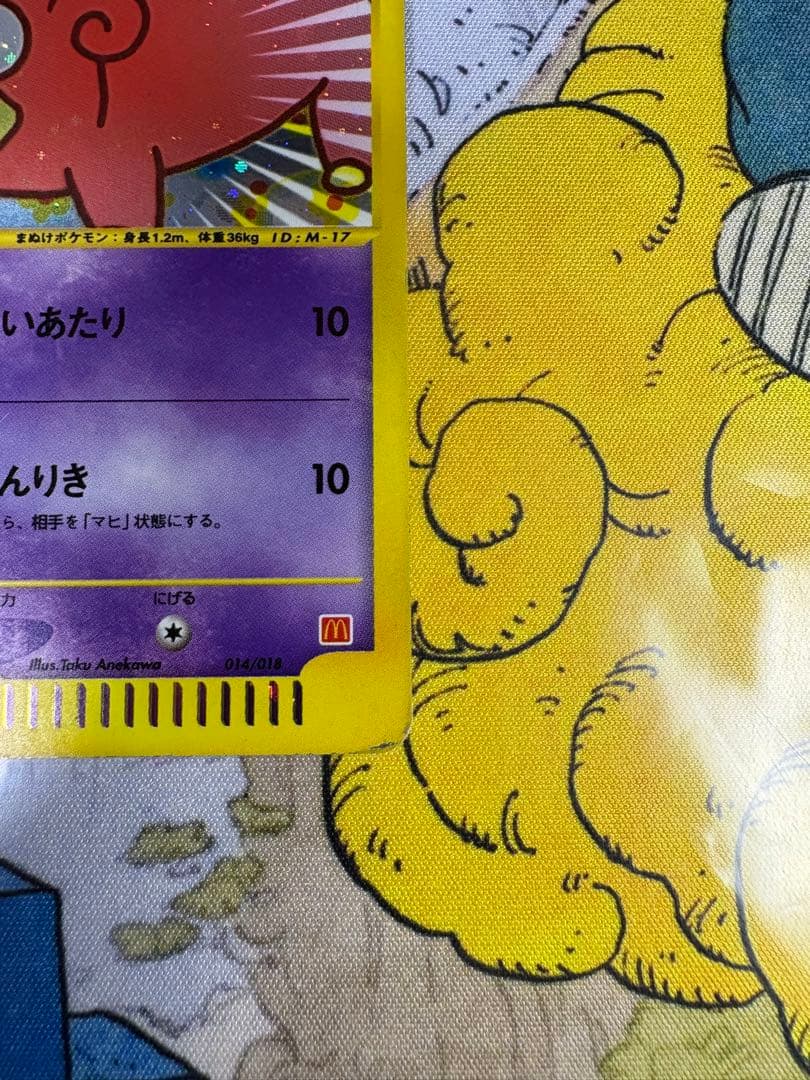 まぬけポケモン：身長1.2m、体重36kg ID：M-17
いあたり 10
んりき 10
ら、相手を「マヒ」状態にする。
力 にげる
Illus.Taku Anekawa 014/018